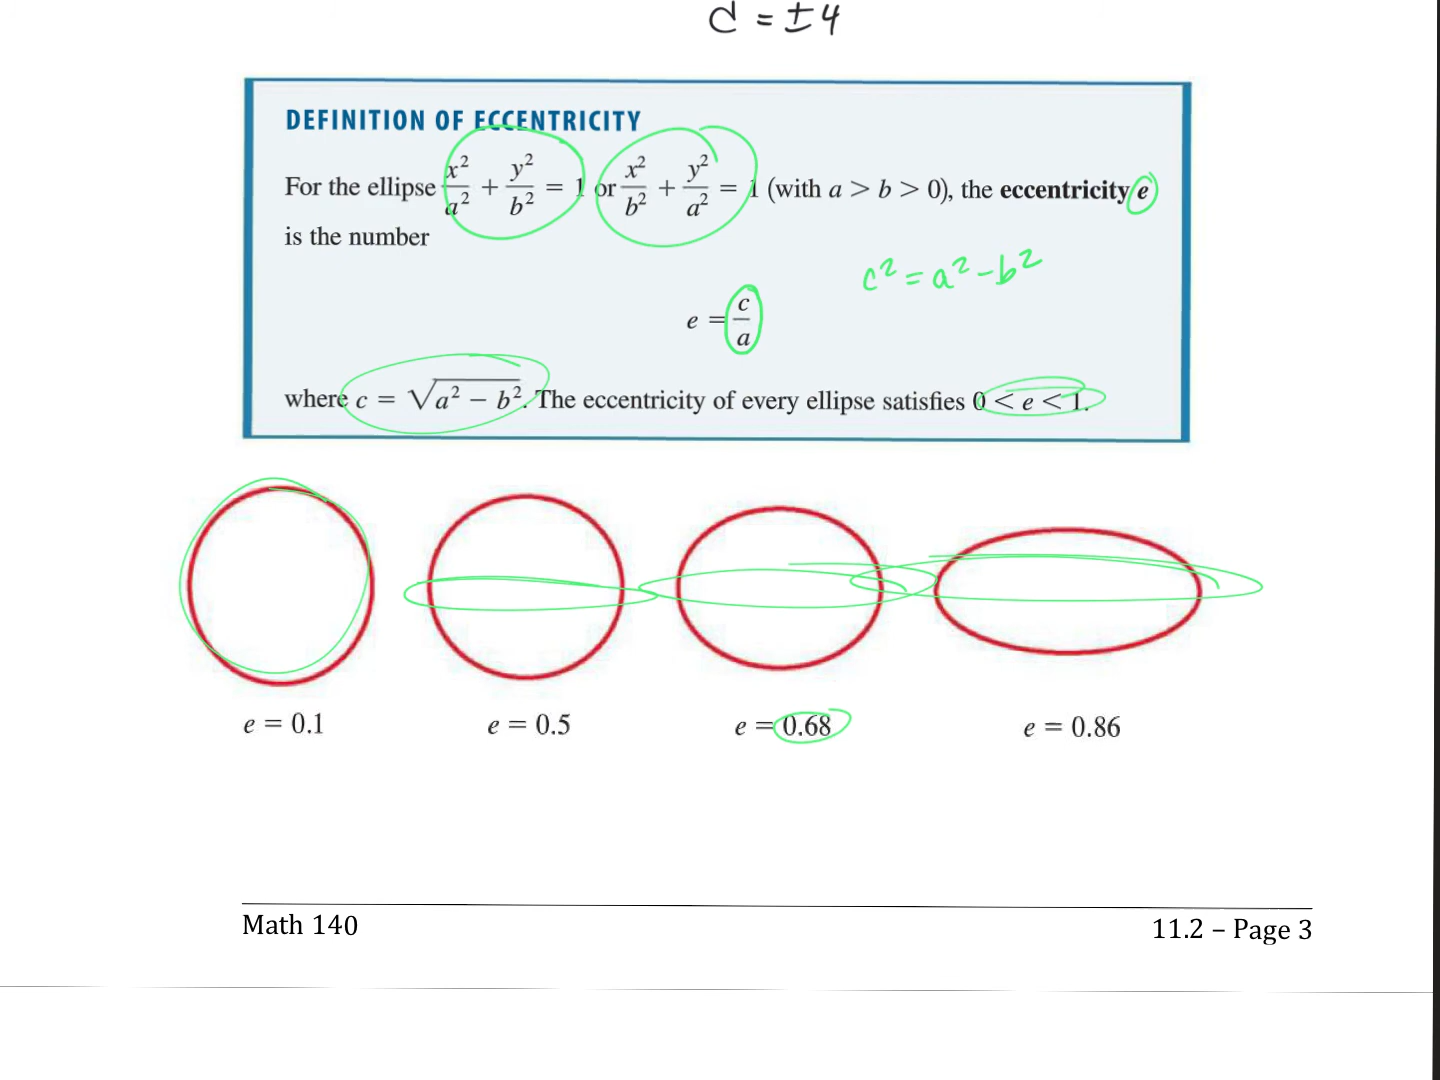 c = ±4
DEFINITION OF ECCENTRICITY
For the ellipse x²/a² + y²/b² = 1 or x²/b² + y²/a² = 1 (with a > b > 0), the eccentricity e
is the number
c² = a² - b²
e = c/a
where c = √(a² − b²). The eccentricity of every ellipse satisfies 0 < e < 1.
e = 0.1 e = 0.5 e = 0.68 e = 0.86
Math 140 11.2 – Page 3